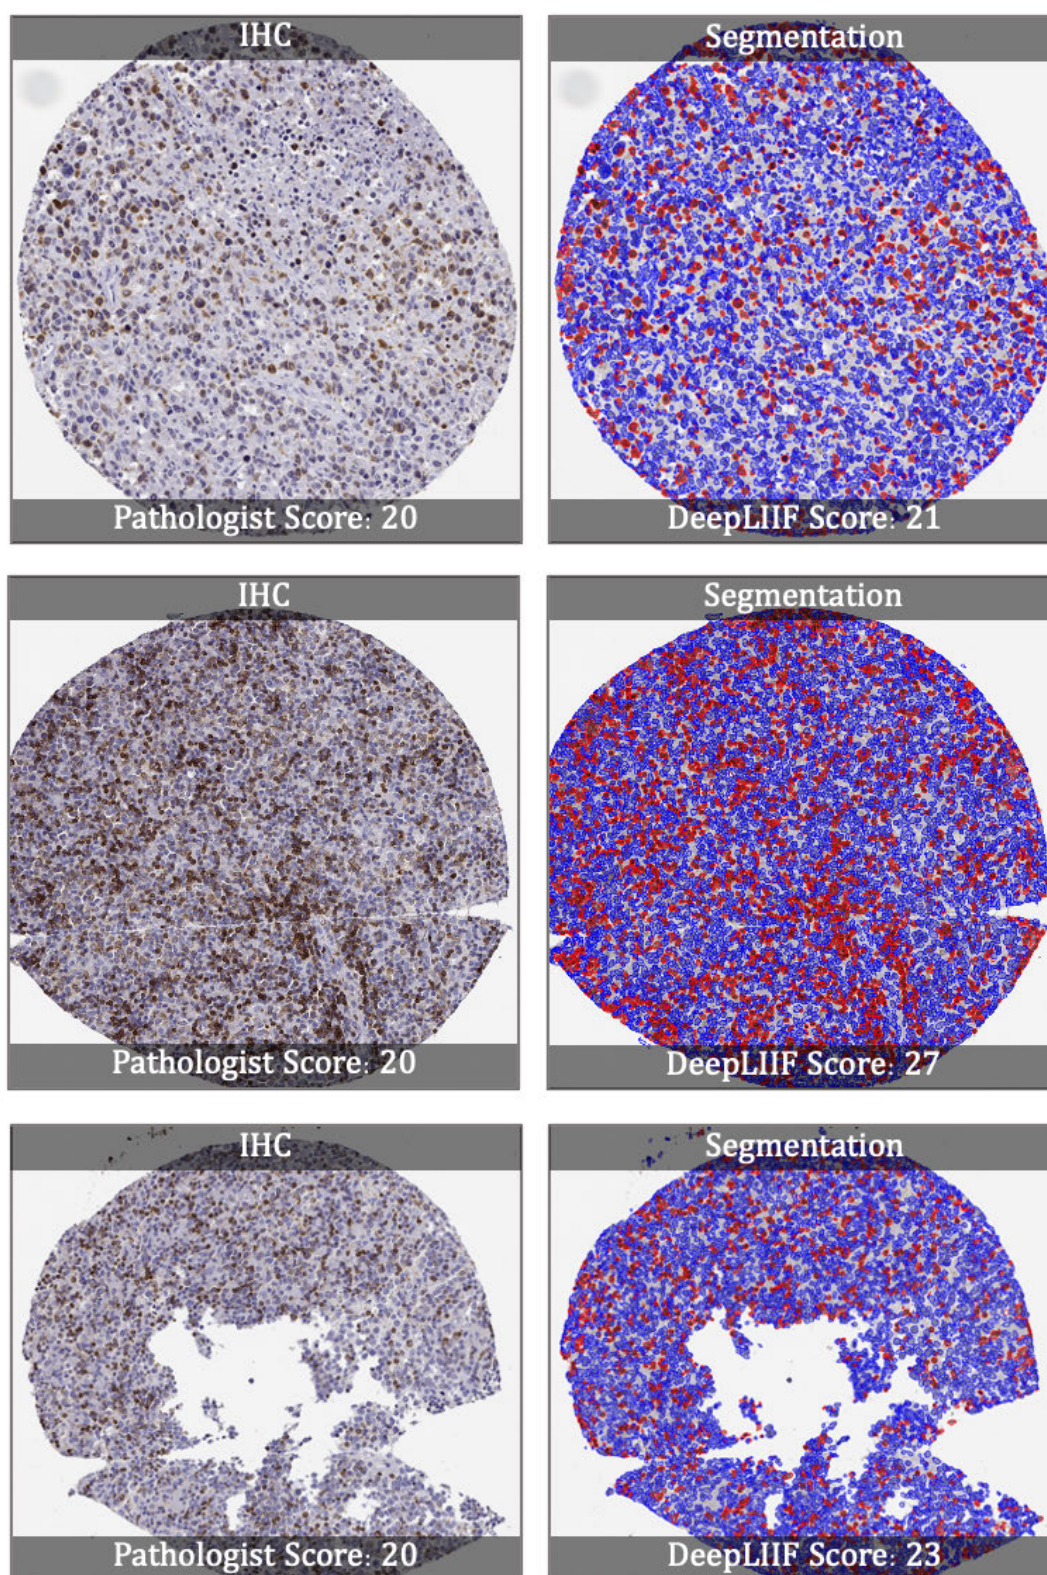 IHC
Segmentation
Pathologist Score: 20
DeepLIIF Score: 21
IHC
Segmentation
Pathologist Score: 20
DeepLIIF Score: 27
IHC
Segmentation
Pathologist Score: 20
DeepLIIF Score: 23